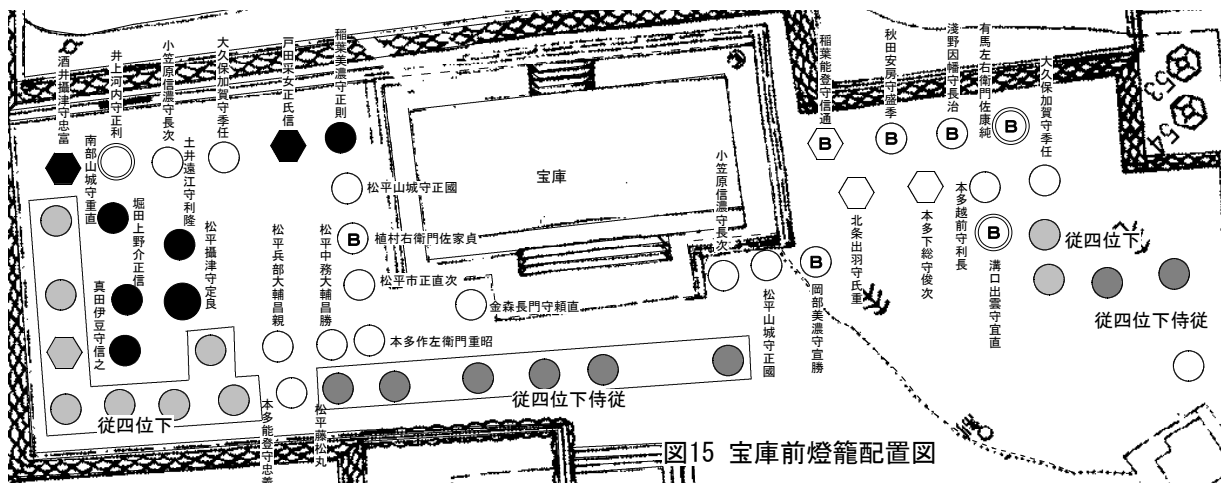 酒井攝津守忠富
井上河内守正利
小笠原信濃守長次
大久保加賀守季任
戸田采女正氏信
稲葉美濃守正則
南部山城守重直
土井遠江守利隆
堀田上野介正信
松平攝津守定良
真田伊豆守信之
松平兵部大輔昌親
松平中務大輔昌勝
松平山城守正國
B
植村右衛門佐家貞
松平市正直次
金森長門守頼直
本多作左衛門重昭
本多能登守忠義
松平藤松丸
従四位下
従四位下侍従
宝庫
小笠原信濃守長次
松平山城守正國
B
岡部美濃守宣勝
稲葉能登守信通
B
秋田安房守盛季
B
淺野因幡守長治
B
有馬左右衛門佐康純
B
大久保加賀守季任
北条出羽守氏重
本多下総守俊次
本多越前守利長
B
溝口出雲守宜直
従四位下
従四位下侍従
53
54
図15 宝庫前燈籠配置図